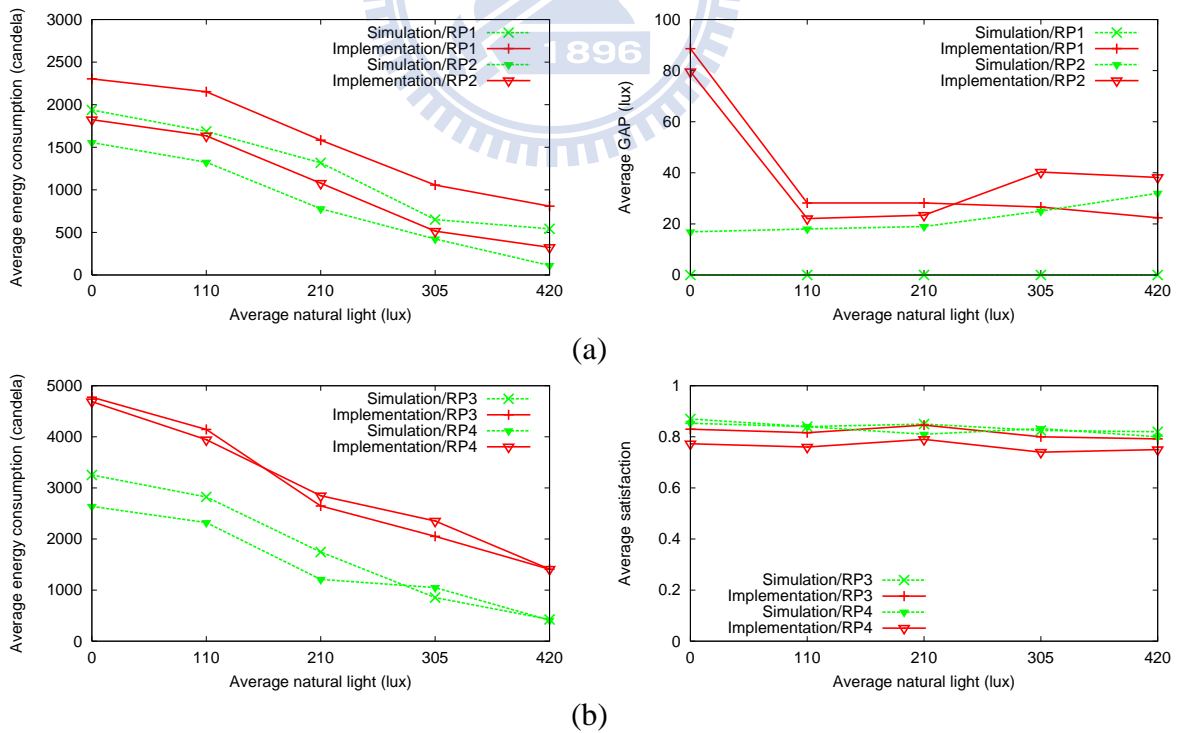 Average energy consumption (candela)
3000
2500
2000
1500
1000
500
0
0 110 210 305 420
Average natural light (lux)
Simulation/RP1
Implementation/RP1
Simulation/RP2
Implementation/RP2
1896
Average GAP (lux)
100
80
60
40
20
0
0 110 210 305 420
Average natural light (lux)
Simulation/RP1
Implementation/RP1
Simulation/RP2
Implementation/RP2
(a)
Average energy consumption (candela)
5000
4000
3000
2000
1000
0
0 110 210 305 420
Average natural light (lux)
Simulation/RP3
Implementation/RP3
Simulation/RP4
Implementation/RP4
Average satisfaction
1
0.8
0.6
0.4
0.2
0
0 110 210 305 420
Average natural light (lux)
Simulation/RP3
Implementation/RP3
Simulation/RP4
Implementation/RP4
(b)